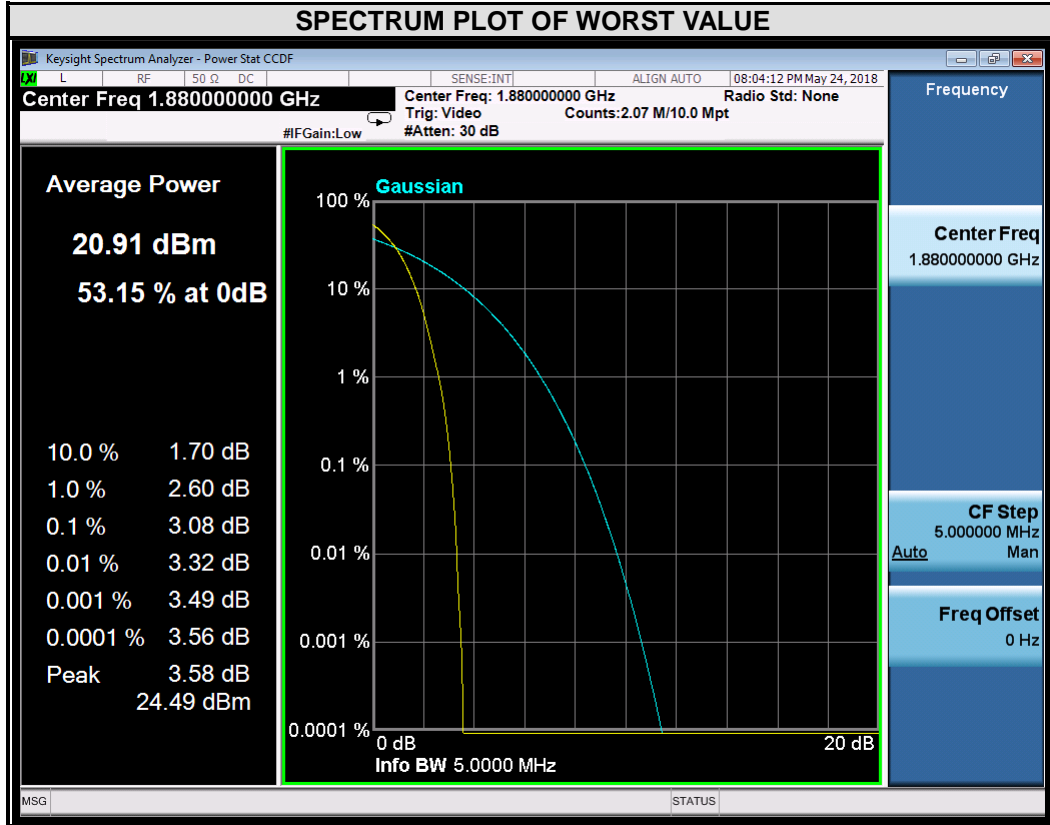 SPECTRUM PLOT OF WORST VALUE
Keysight Spectrum Analyzer - Power Stat CCDF
LXI L RF 50 Ω DC SENSE:INT ALIGN AUTO 08:04:12 PM May 24, 2018
Center Freq 1.880000000 GHz
#IFGain:Low
Center Freq: 1.880000000 GHz Radio Std: None
Trig: Video Counts:2.07 M/10.0 Mpt
#Atten: 30 dB
Average Power
20.91 dBm
53.15 % at 0dB
10.0 % 1.70 dB
1.0 % 2.60 dB
0.1 % 3.08 dB
0.01 % 3.32 dB
0.001 % 3.49 dB
0.0001 % 3.56 dB
Peak 3.58 dB
24.49 dBm
Gaussian
100 %
10 %
1 %
0.1 %
0.01 %
0.001 %
0.0001 %
0 dB 20 dB
Info BW 5.0000 MHz
Frequency
Center Freq
1.880000000 GHz
CF Step
5.000000 MHz
Auto Man
Freq Offset
0 Hz
MSG STATUS